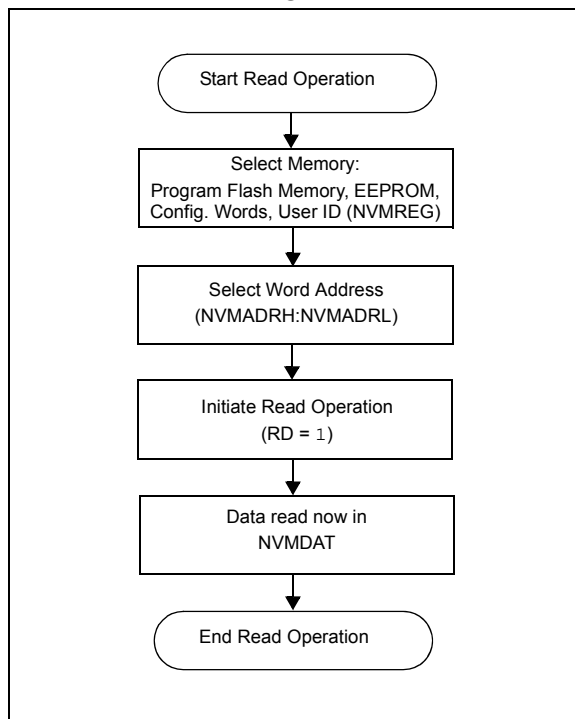 Start Read Operation
Select Memory:
Program Flash Memory, EEPROM,
Config. Words, User ID (NVMREG)
Select Word Address
(NVMADRH:NVMADRL)
Initiate Read Operation
(RD = 1)
Data read now in
NVMDAT
End Read Operation